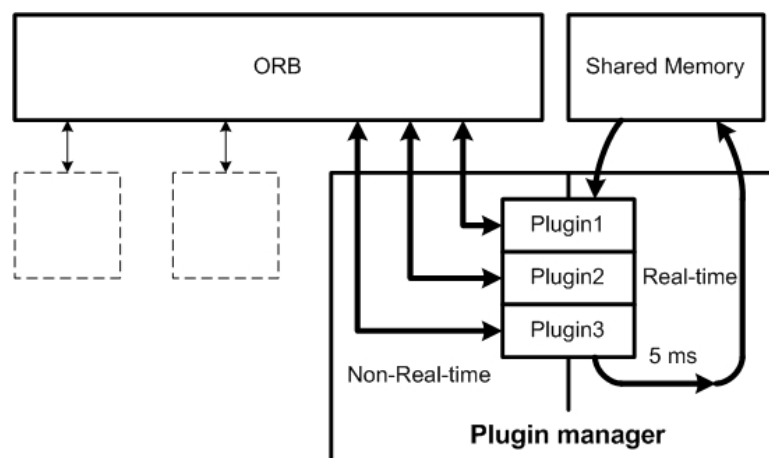 ORB
Shared Memory
Plugin1
Plugin2
Real-time
Plugin3
Non-Real-time
5 ms
Plugin manager